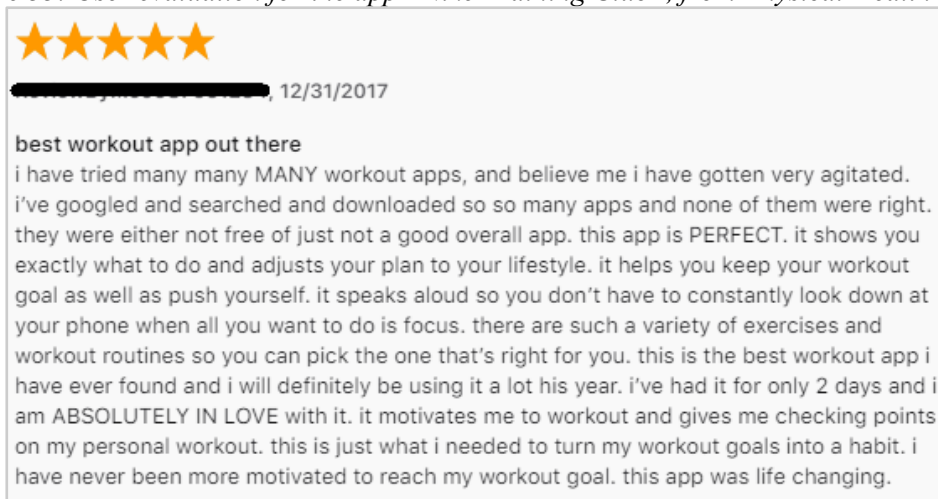 , 12/31/2017
best workout app out there
i have tried many many MANY workout apps, and believe me i have gotten very agitated.
i've googled and searched and downloaded so so many apps and none of them were right.
they were either not free of just not a good overall app. this app is PERFECT. it shows you
exactly what to do and adjusts your plan to your lifestyle. it helps you keep your workout
goal as well as push yourself. it speaks aloud so you don't have to constantly look down at
your phone when all you want to do is focus. there are such a variety of exercises and
workout routines so you can pick the one that's right for you. this is the best workout app i
have ever found and i will definitely be using it a lot his year. i've had it for only 2 days and i
am ABSOLUTELY IN LOVE with it. it motivates me to workout and gives me checking points
on my personal workout. this is just what i needed to turn my workout goals into a habit. i
have never been more motivated to reach my workout goal. this app was life changing.